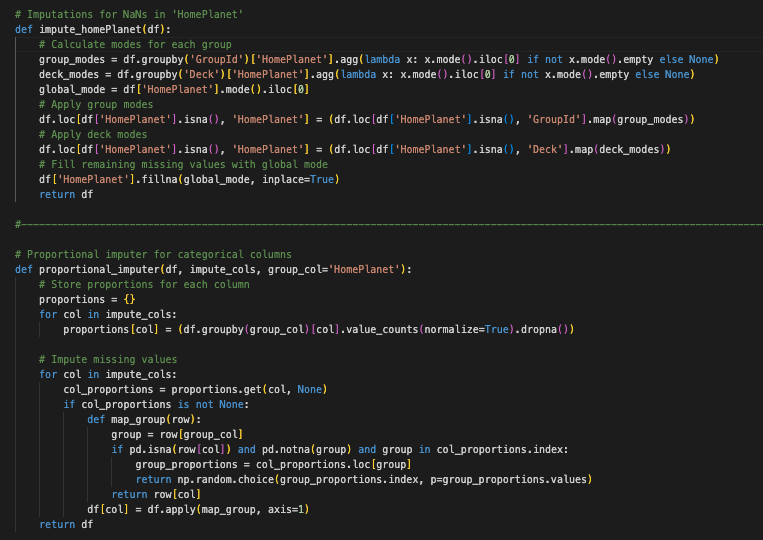 # Imputations for NaNs in 'HomePlanet'
def impute_homePlanet(df):
    # Calculate modes for each group
    group_modes = df.groupby('GroupId')['HomePlanet'].agg(lambda x: x.mode().iloc[0] if not x.mode().empty else None)
    deck_modes = df.groupby('Deck')['HomePlanet'].agg(lambda x: x.mode().iloc[0] if not x.mode().empty else None)
    global_mode = df['HomePlanet'].mode().iloc[0]
    # Apply group modes
    df.loc[df['HomePlanet'].isna(), 'HomePlanet'] = (df.loc[df['HomePlanet'].isna(), 'GroupId'].map(group_modes))
    # Apply deck modes
    df.loc[df['HomePlanet'].isna(), 'HomePlanet'] = (df.loc[df['HomePlanet'].isna(), 'Deck'].map(deck_modes))
    # Fill remaining missing values with global mode
    df['HomePlanet'].fillna(global_mode, inplace=True)
    return df
#----------------------------------------------------------------------------------------------------------------------------
# Proportional imputer for categorical columns
def proportional_imputer(df, impute_cols, group_col='HomePlanet'):
    # Store proportions for each column
    proportions = {}
    for col in impute_cols:
        proportions[col] = (df.groupby(group_col)[col].value_counts(normalize=True).dropna())
    # Impute missing values
    for col in impute_cols:
        col_proportions = proportions.get(col, None)
        if col_proportions is not None:
            def map_group(row):
                group = row[group_col]
                if pd.isna(row[col]) and pd.notna(group) and group in col_proportions.index:
                    group_proportions = col_proportions.loc[group]
                    return np.random.choice(group_proportions.index, p=group_proportions.values)
                return row[col]
            df[col] = df.apply(map_group, axis=1)
    return df